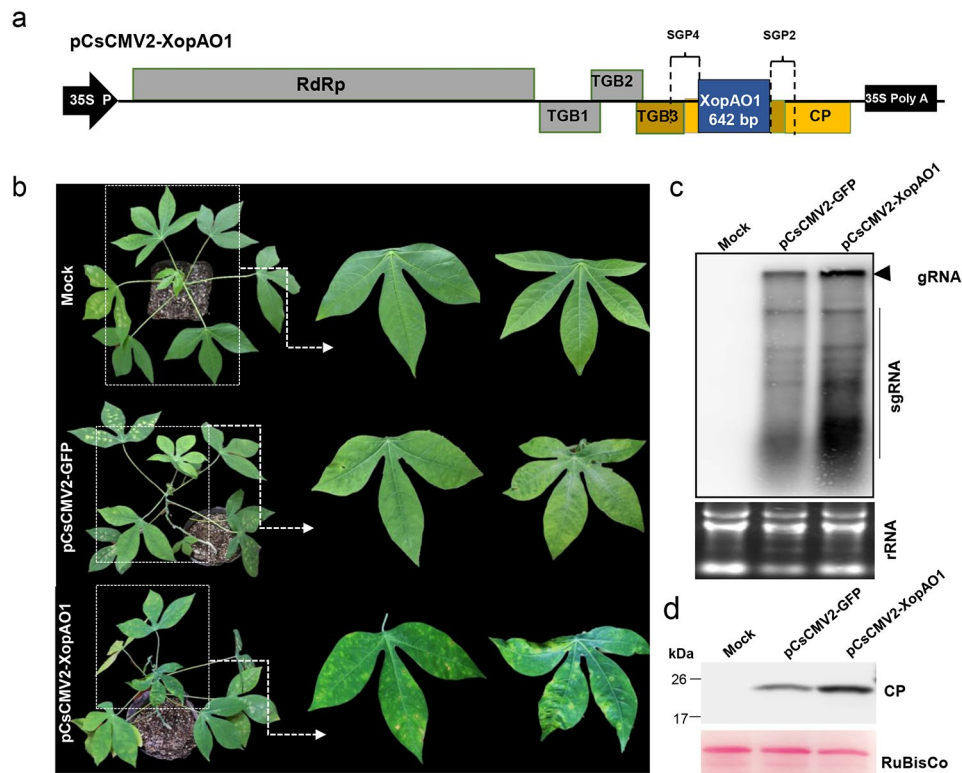 a
pCsCMV2-XopAO1
SGP4
SGP2
35S P
RdRp
TGB1
TGB2
TGB3
XopAO1
642 bp
CP
35S Poly A
b
Mock
pCsCMV2-GFP
pCsCMV2-XopAO1
c
Mock
pCsCMV2-GFP
pCsCMV2-XopAO1
gRNA
sgRNA
rRNA
d
Mock
pCsCMV2-GFP
pCsCMV2-XopAO1
kDa
26
17
CP
RuBisCo